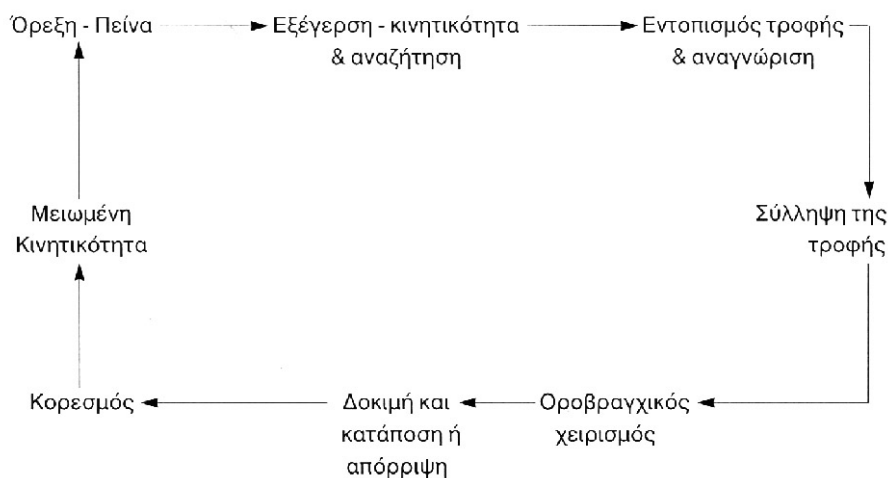 Όρεξη - Πείνα
Εξέγερση - κινητικότητα
& αναζήτηση
Εντοπισμός τροφής
& αναγνώριση
Σύλληψη της
τροφής
Οροβραγχικός
χειρισμός
Δοκιμή και
κατάποση ή
απόρριψη
Κορεσμός
Μειωμένη
Κινητικότητα